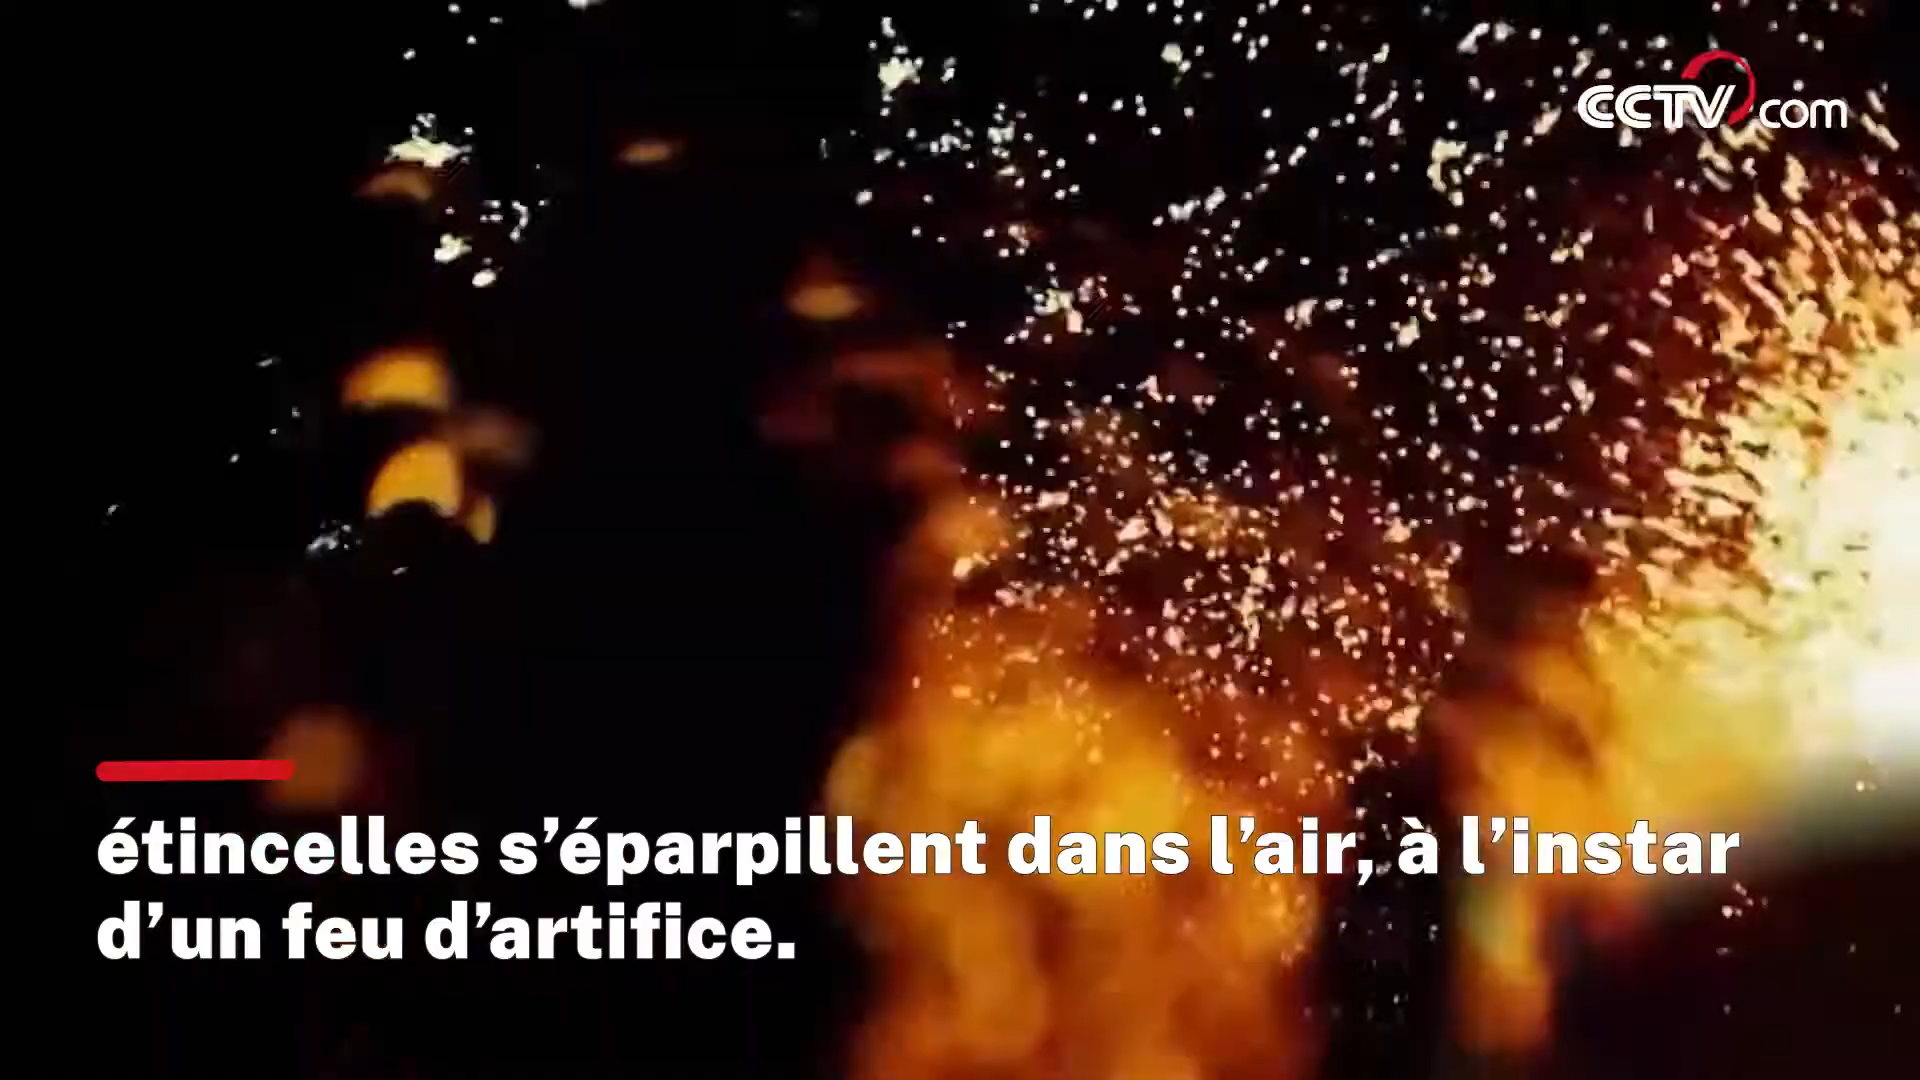 CCTV.com
étincelles s’éparpillent dans l’air, à l’instar
d’un feu d’artifice.